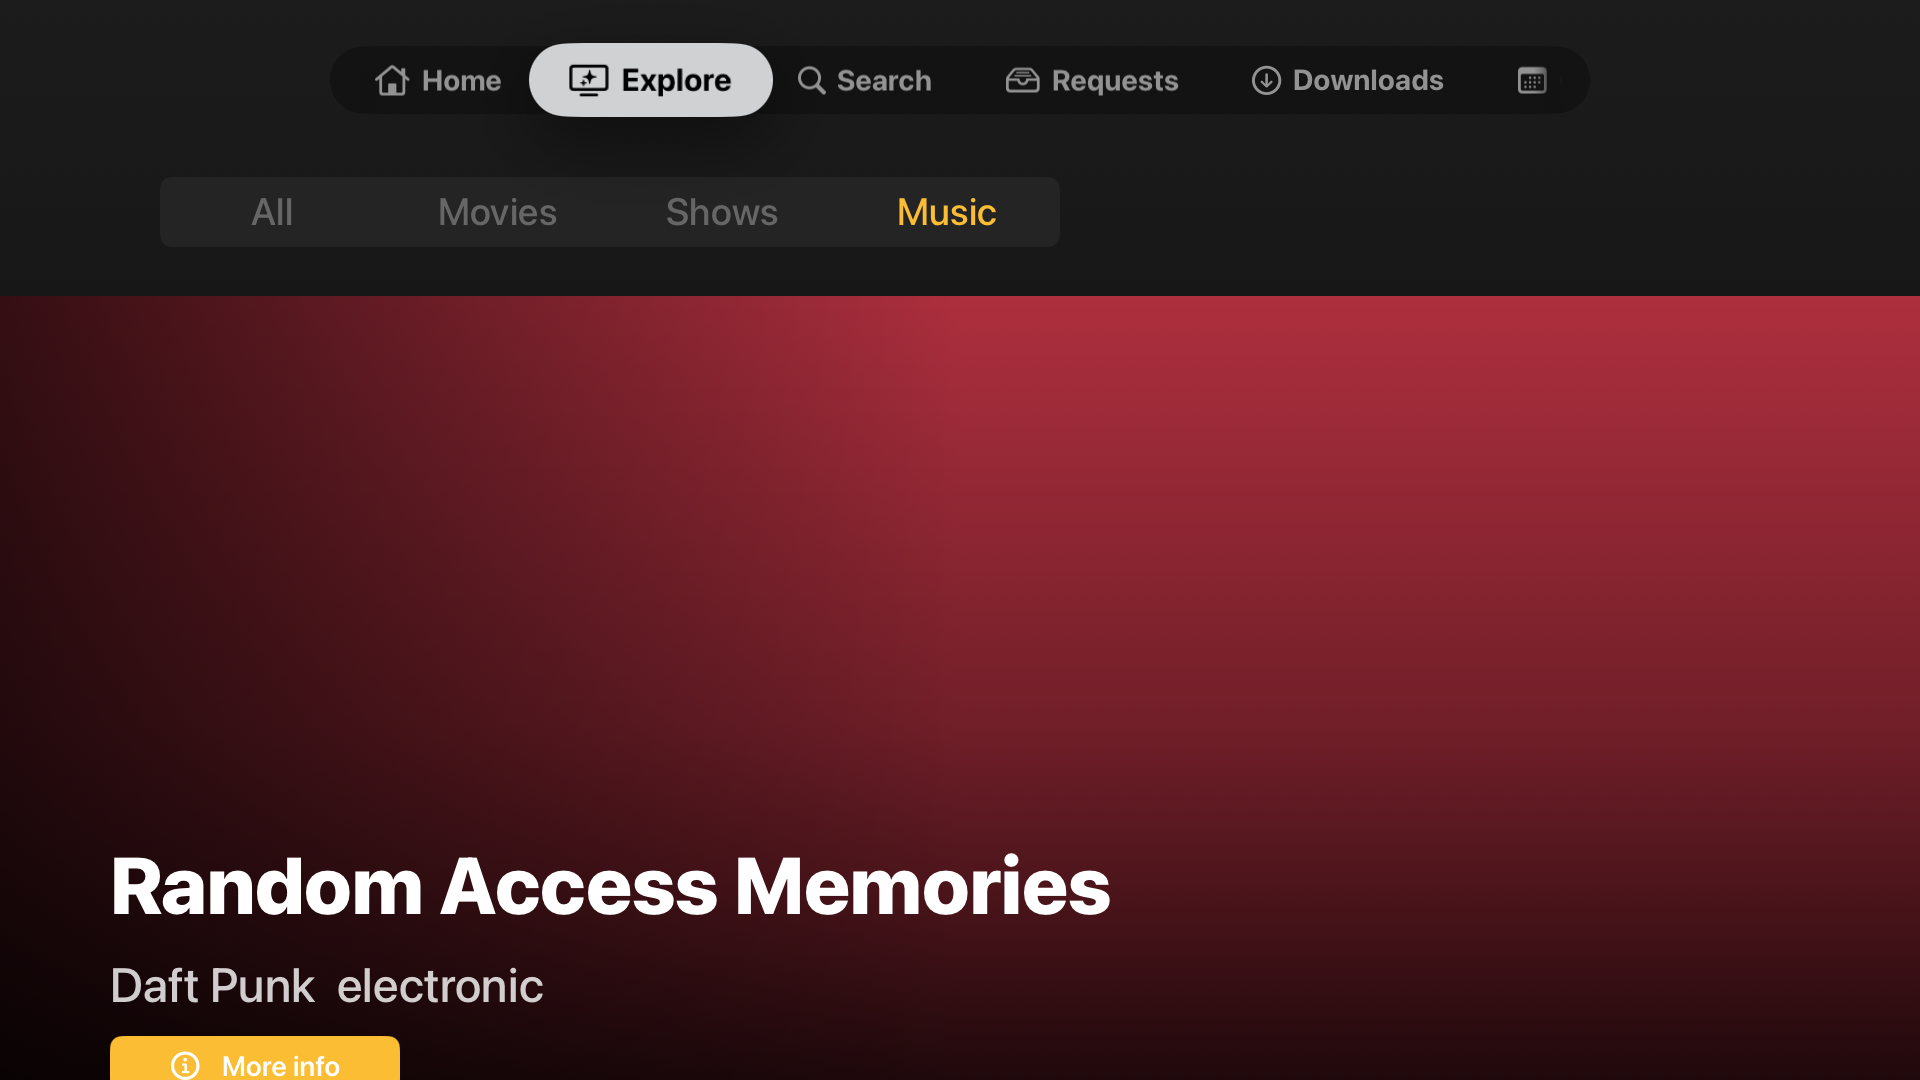 Home Explore Search Requests Downloads
All Movies Shows Music
Random Access Memories
Daft Punk electronic
More info